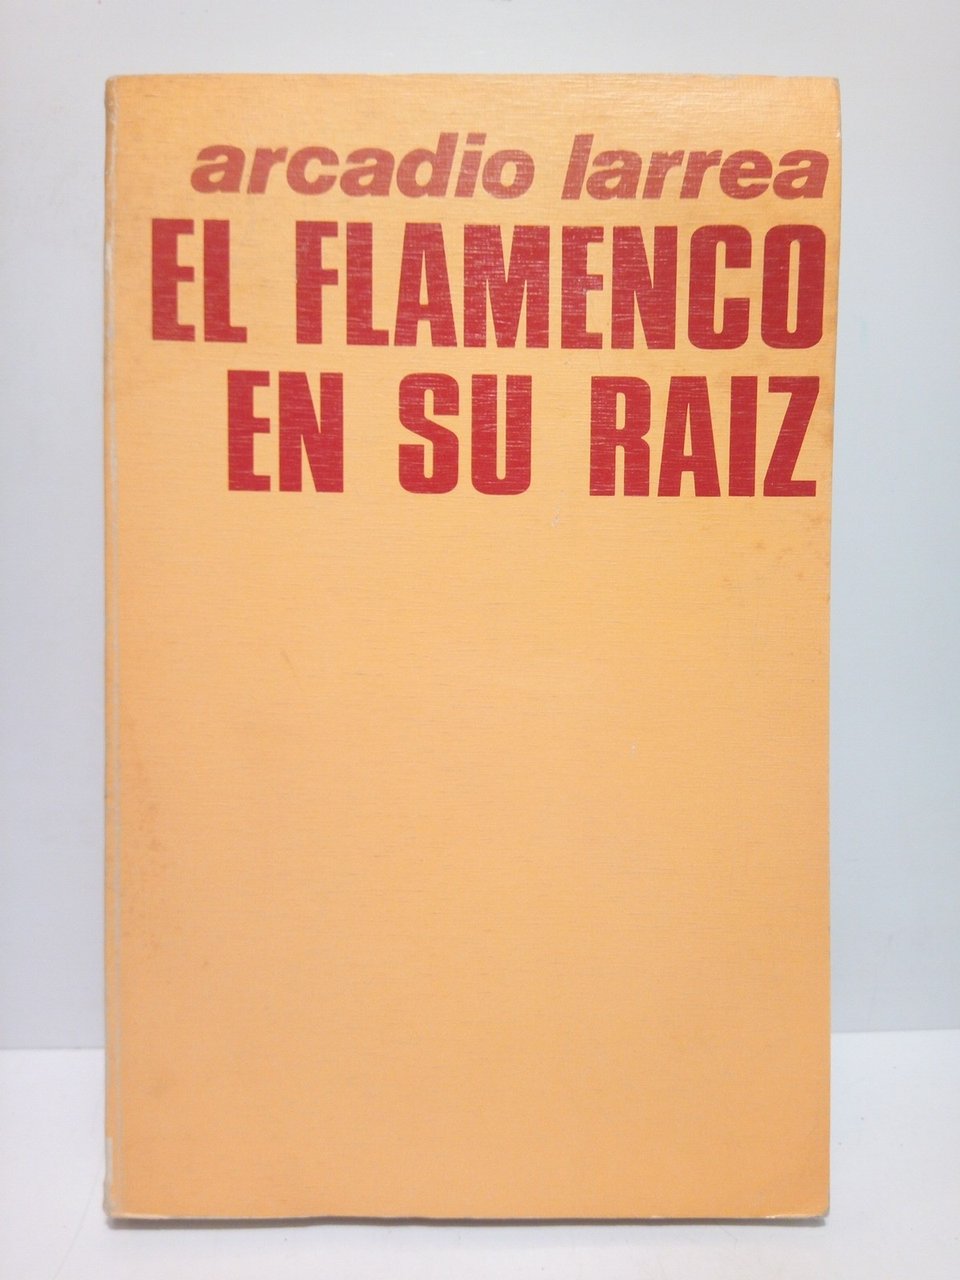 arcadio larrea
EL FLAMENCO
EN SU RAIZ